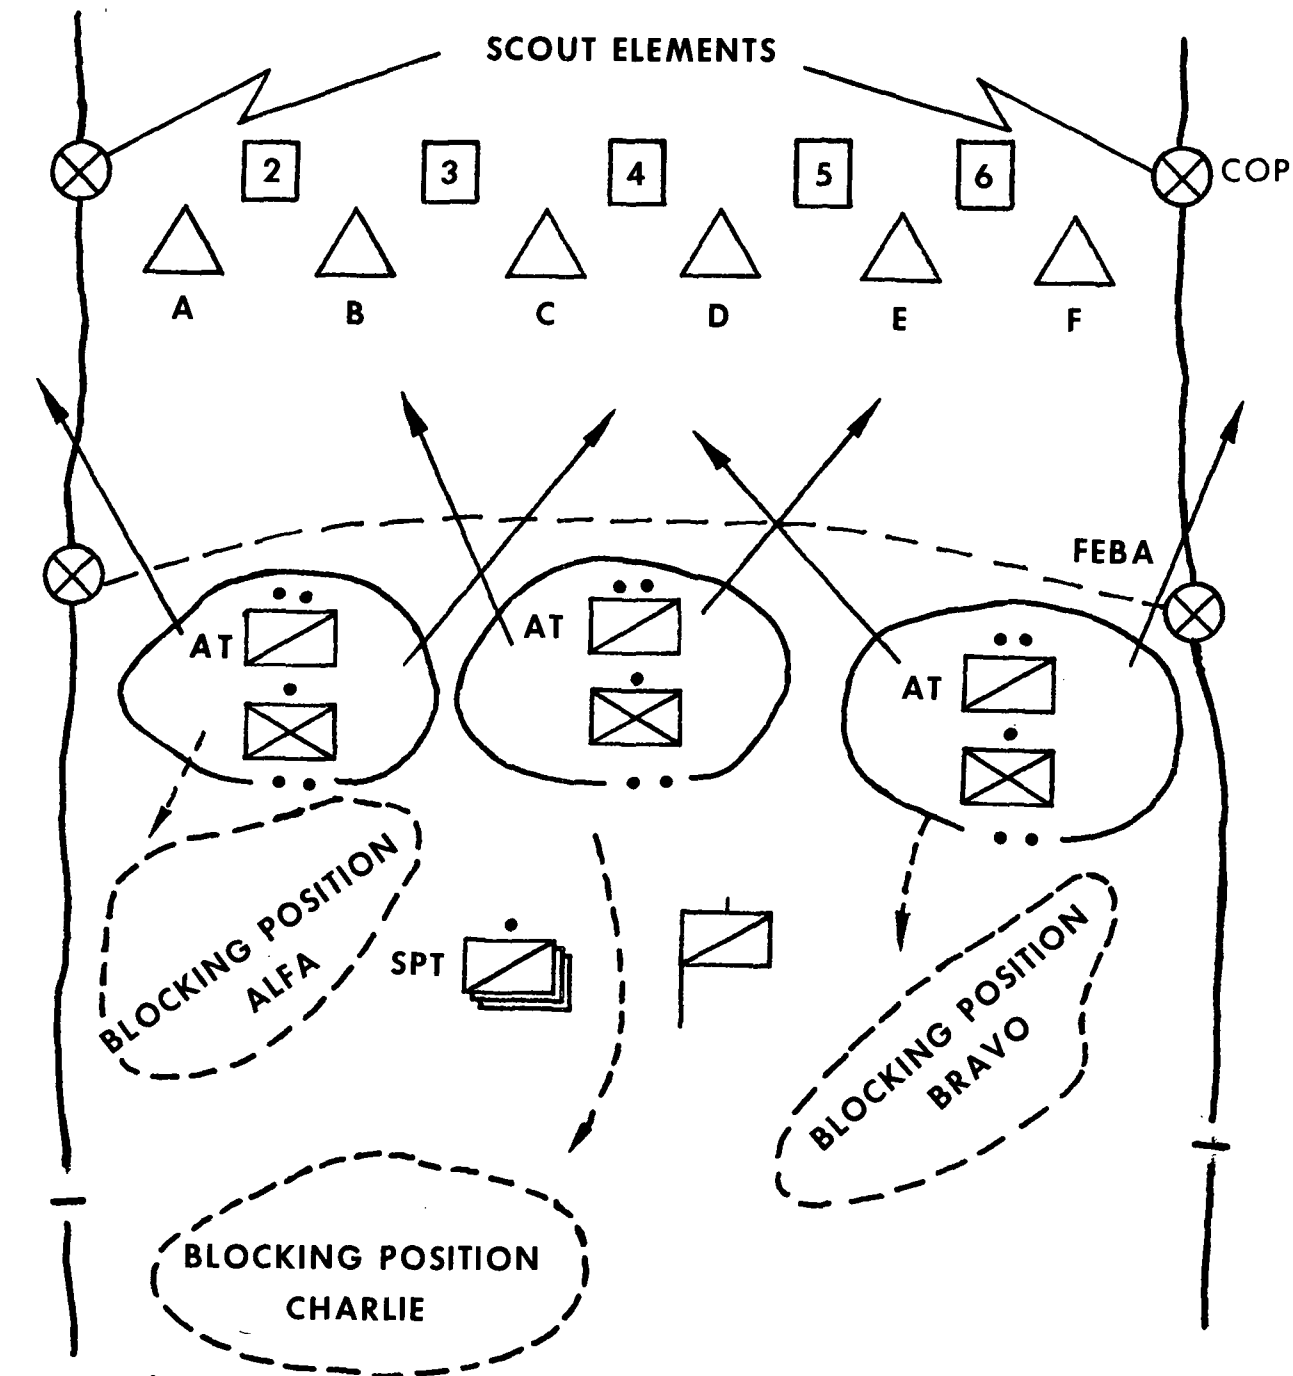 SCOUT ELEMENTS
2 3 4 5 6
COP
A B C D E F
FEBA
AT
AT
AT
BLOCKING POSITION
ALFA
SPT
BLOCKING POSITION
BRAVO
BLOCKING POSITION
CHARLIE